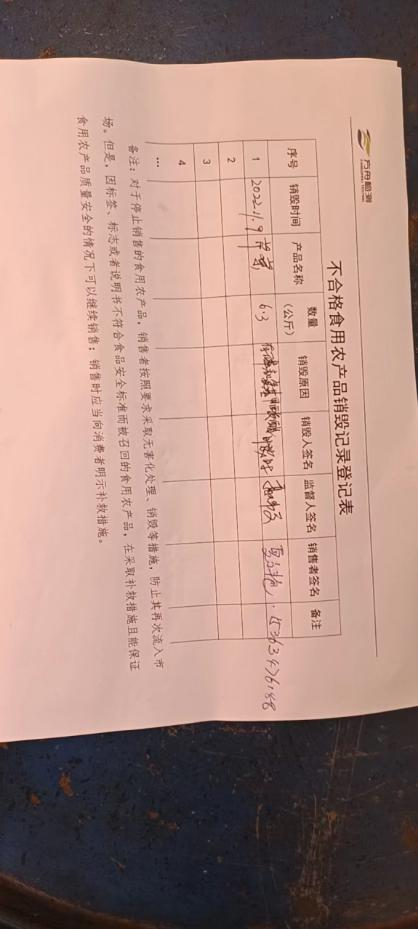 方舟检测
不合格食用农产品销毁记录登记表
序号 销毁时间 产品名称 数量（公斤） 销毁原因 销毁人签名 监督人签名 销售者签名 备注
1 2022.11.9 6.3 15363476188
2
3
4
...
备注：对于停止销售的食用农产品，销售者按照要求采取无害化处理、销毁等措施，防止其再次流入市
场。但是，因标签、标志或者说明书不符合食品安全标准而被召回的食用农产品，在采取补救措施且能保证
食用农产品质量安全的情况下可以继续销售；销售时应当向消费者明示补救措施。